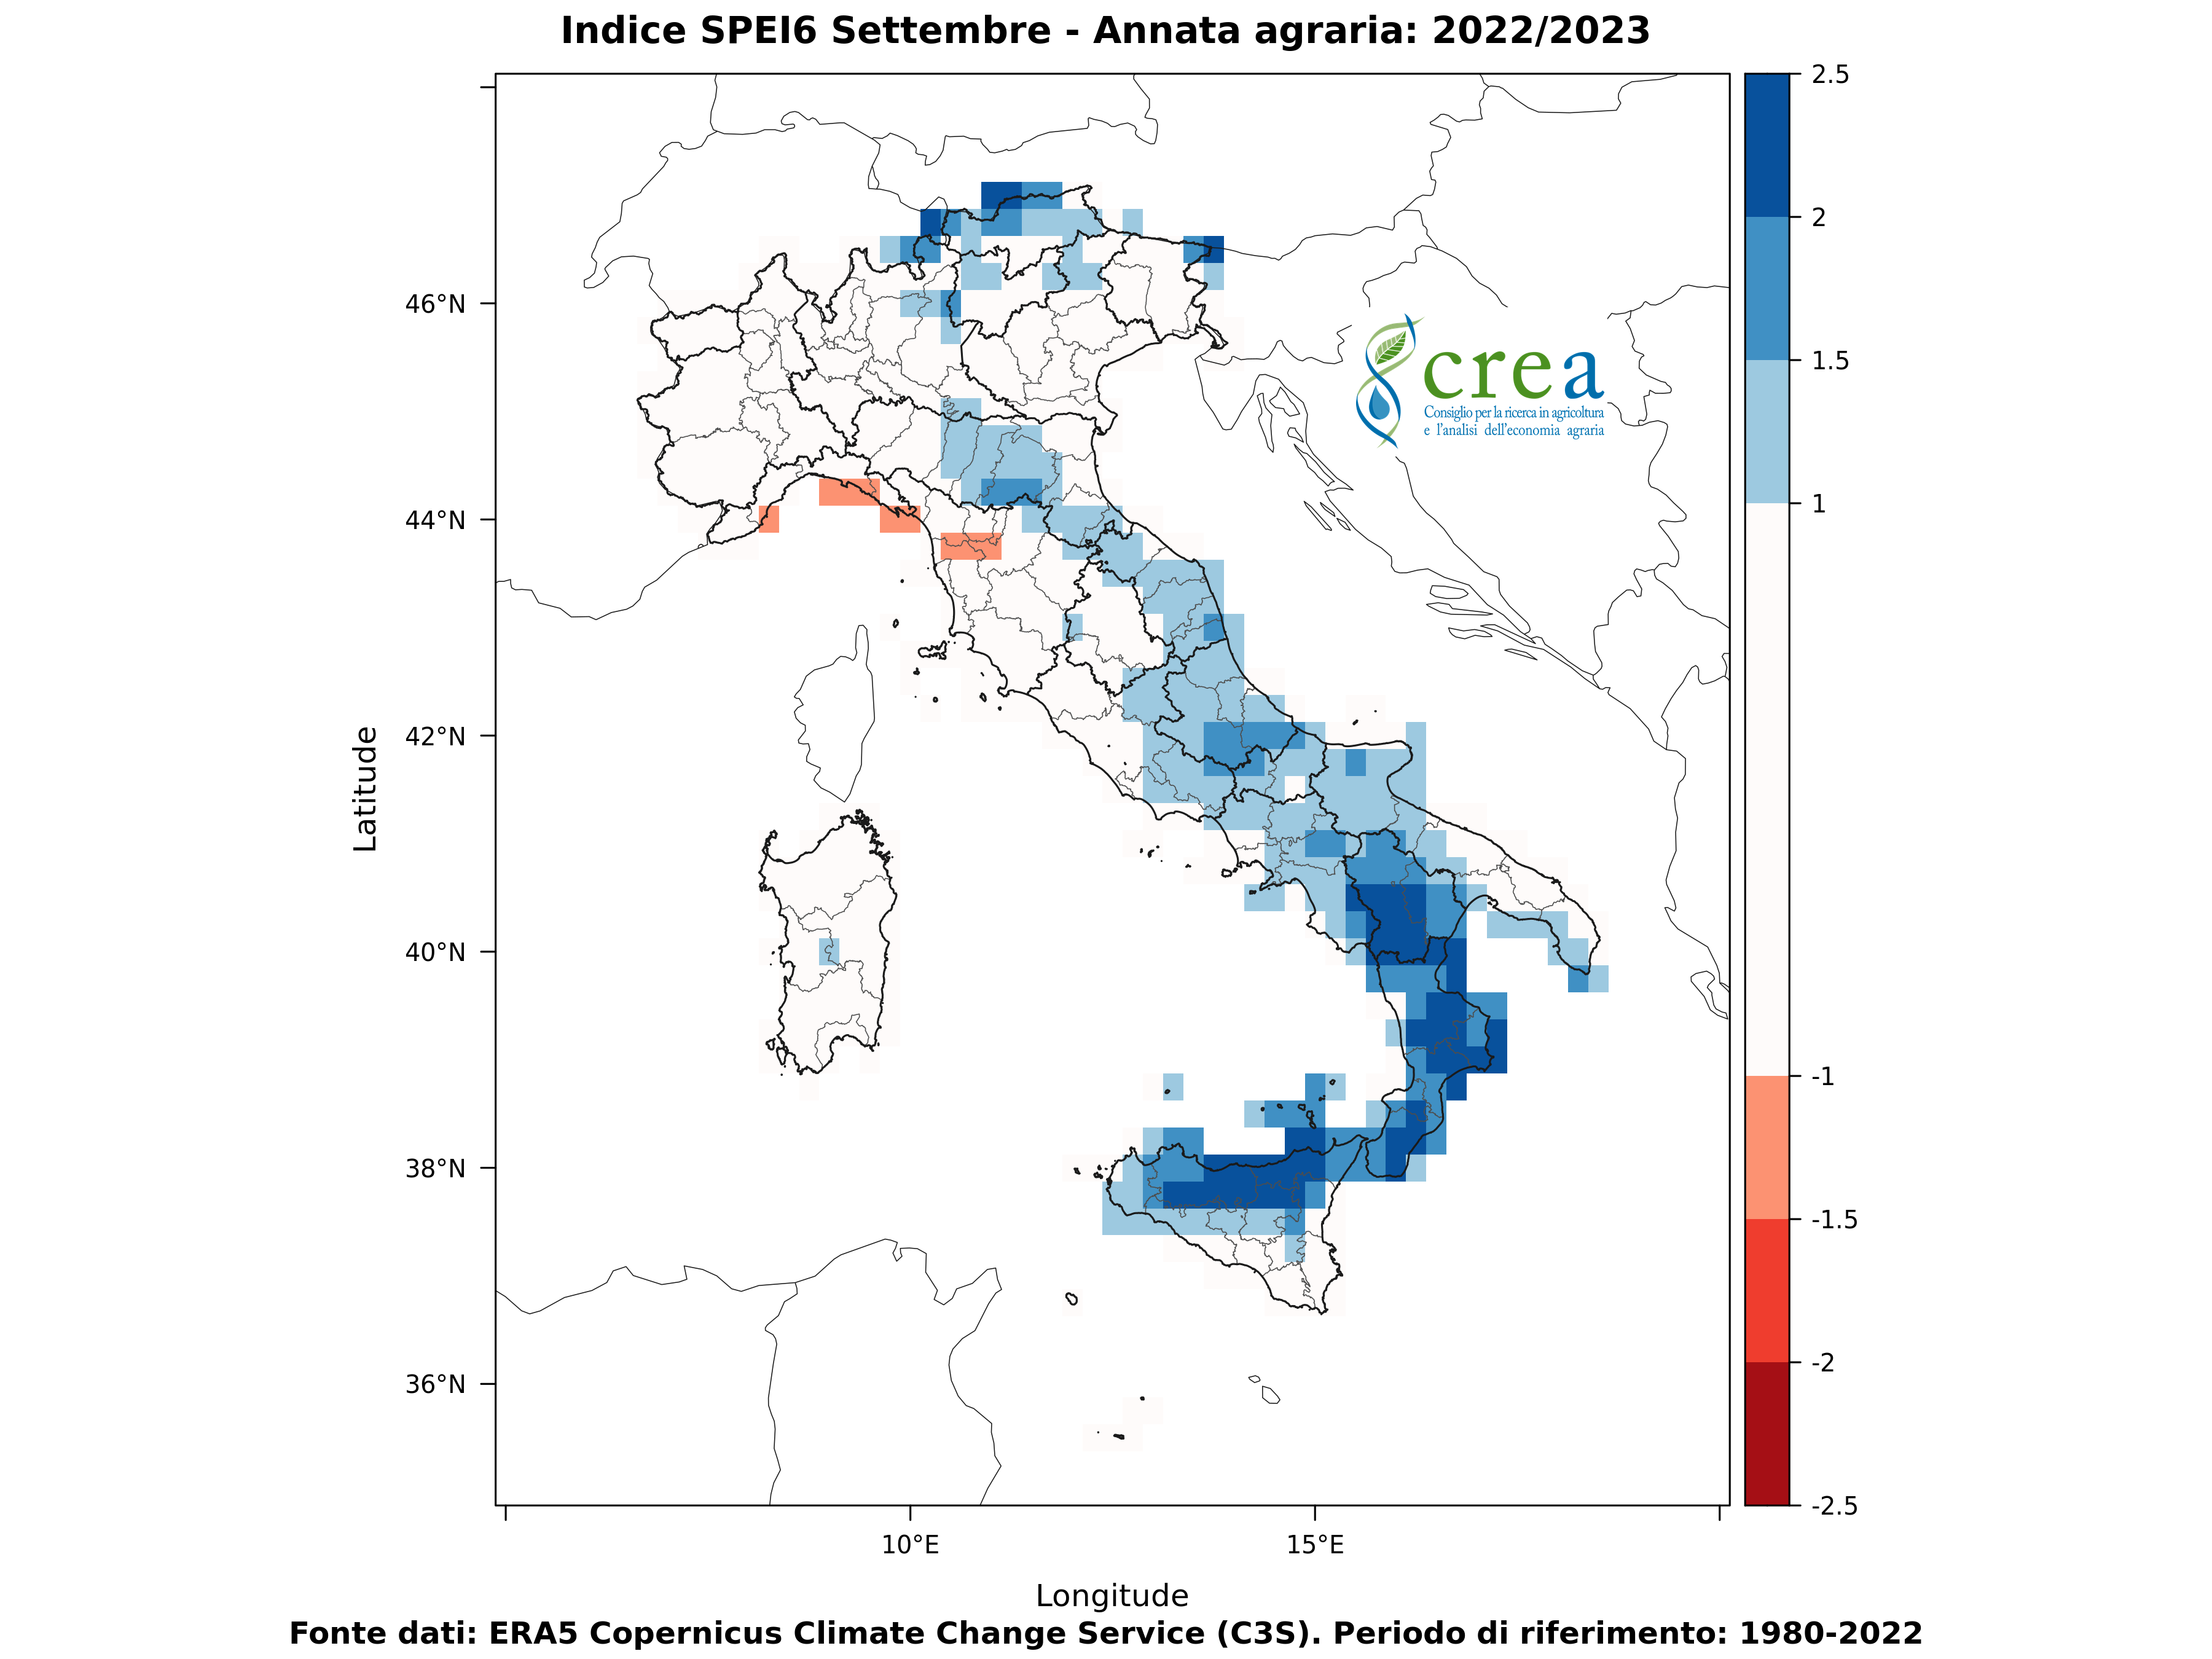 Indice SPEI6 Settembre - Annata agraria: 2022/2023
2.5
2
1.5
1
-1
-1.5
-2
-2.5
46°N
44°N
42°N
40°N
38°N
36°N
Latitude
crea
Consiglio per la ricerca in agricoltura
e l'analisi dell'economia agraria
10°E
15°E
Longitude
Fonte dati: ERA5 Copernicus Climate Change Service (C3S). Periodo di riferimento: 1980-2022